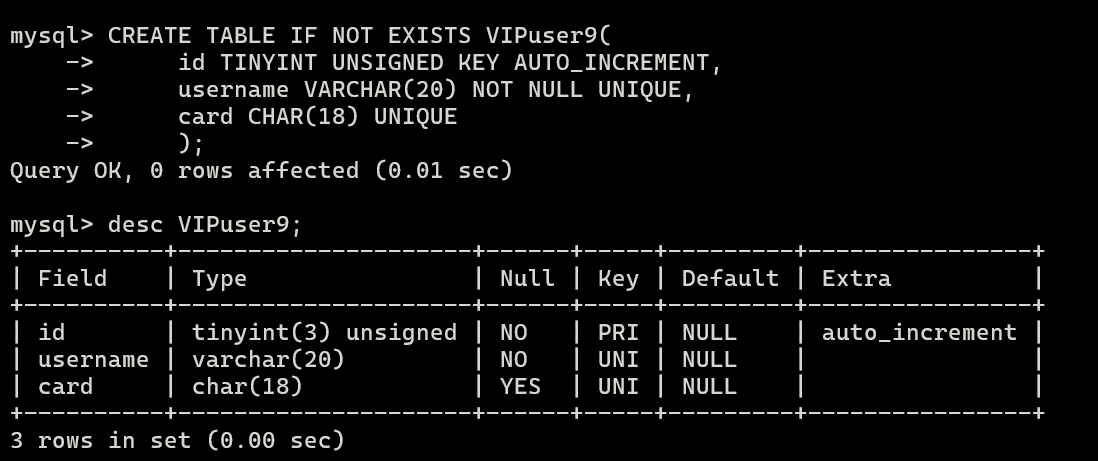 mysql> CREATE TABLE IF NOT EXISTS VIPuser9(
    ->      id TINYINT UNSIGNED KEY AUTO_INCREMENT,
    ->      username VARCHAR(20) NOT NULL UNIQUE,
    ->      card CHAR(18) UNIQUE
    ->      );
Query OK, 0 rows affected (0.01 sec)

mysql> desc VIPuser9;
+----------+---------------------+------+-----+---------+----------------+
| Field    | Type                | Null | Key | Default | Extra          |
+----------+---------------------+------+-----+---------+----------------+
| id       | tinyint(3) unsigned | NO   | PRI | NULL    | auto_increment |
| username | varchar(20)         | NO   | UNI | NULL    |                |
| card     | char(18)            | YES  | UNI | NULL    |                |
+----------+---------------------+------+-----+---------+----------------+
3 rows in set (0.00 sec)